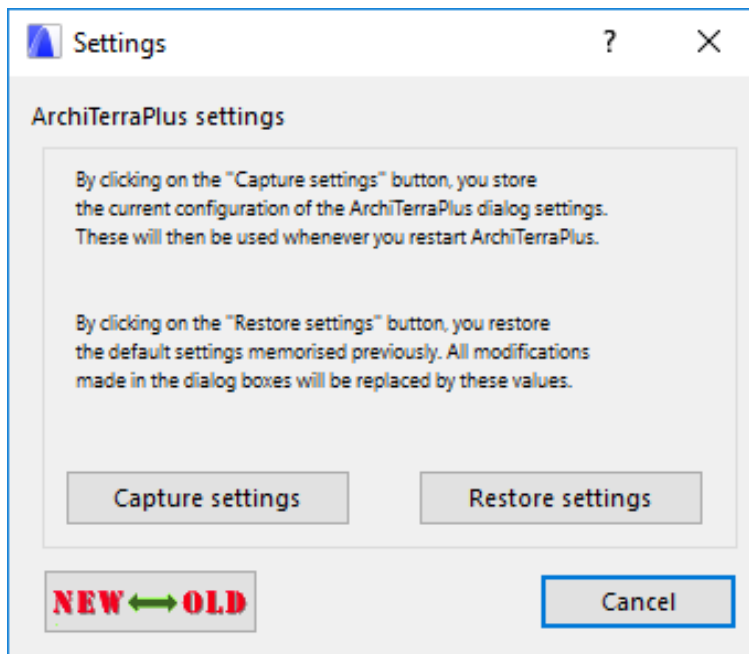 Settings
?
ArchiTerraPlus settings
By clicking on the "Capture settings" button, you store
the current configuration of the ArchiTerraPlus dialog settings.
These will then be used whenever you restart ArchiTerraPlus.
By clicking on the "Restore settings" button, you restore
the default settings memorised previously. All modifications
made in the dialog boxes will be replaced by these values.
Capture settings
Restore settings
NEW OLD
Cancel